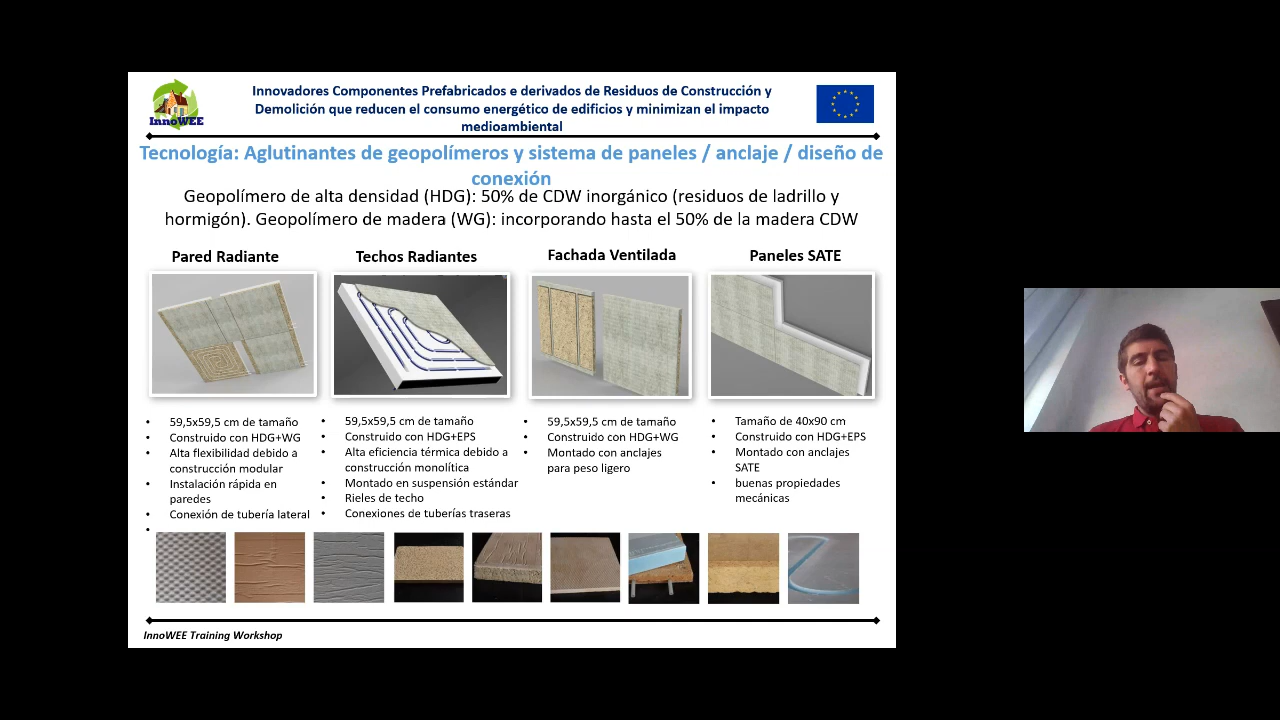 InnoWEE
Innovadores Componentes Prefabricados e derivados de Residuos de Construcción y
Demolición que reducen el consumo energético de edificios y minimizan el impacto
medioambiental
Tecnología: Aglutinantes de geopolímeros y sistema de paneles / anclaje / diseño de
conexión
Geopolímero de alta densidad (HDG): 50% de CDW inorgánico (residuos de ladrillo y
hormigón). Geopolímero de madera (WG): incorporando hasta el 50% de la madera CDW
Pared Radiante
• 59,5x59,5 cm de tamaño
• Construido con HDG+WG
• Alta flexibilidad debido a
construcción modular
• Instalación rápida en
paredes
• Conexión de tubería lateral
•
Techos Radiantes
• 59,5x59,5 cm de tamaño
• Construido con HDG+EPS
• Alta eficiencia térmica debido a
construcción monolítica
• Montado en suspensión estándar
• Rieles de techo
• Conexiones de tuberías traseras
Fachada Ventilada
• 59,5x59,5 cm de tamaño
• Construido con HDG+WG
• Montado con anclajes
para peso ligero
Paneles SATE
• Tamaño de 40x90 cm
• Construido con HDG+EPS
• Montado con anclajes
SATE
• buenas propiedades
mecánicas
InnoWEE Training Workshop